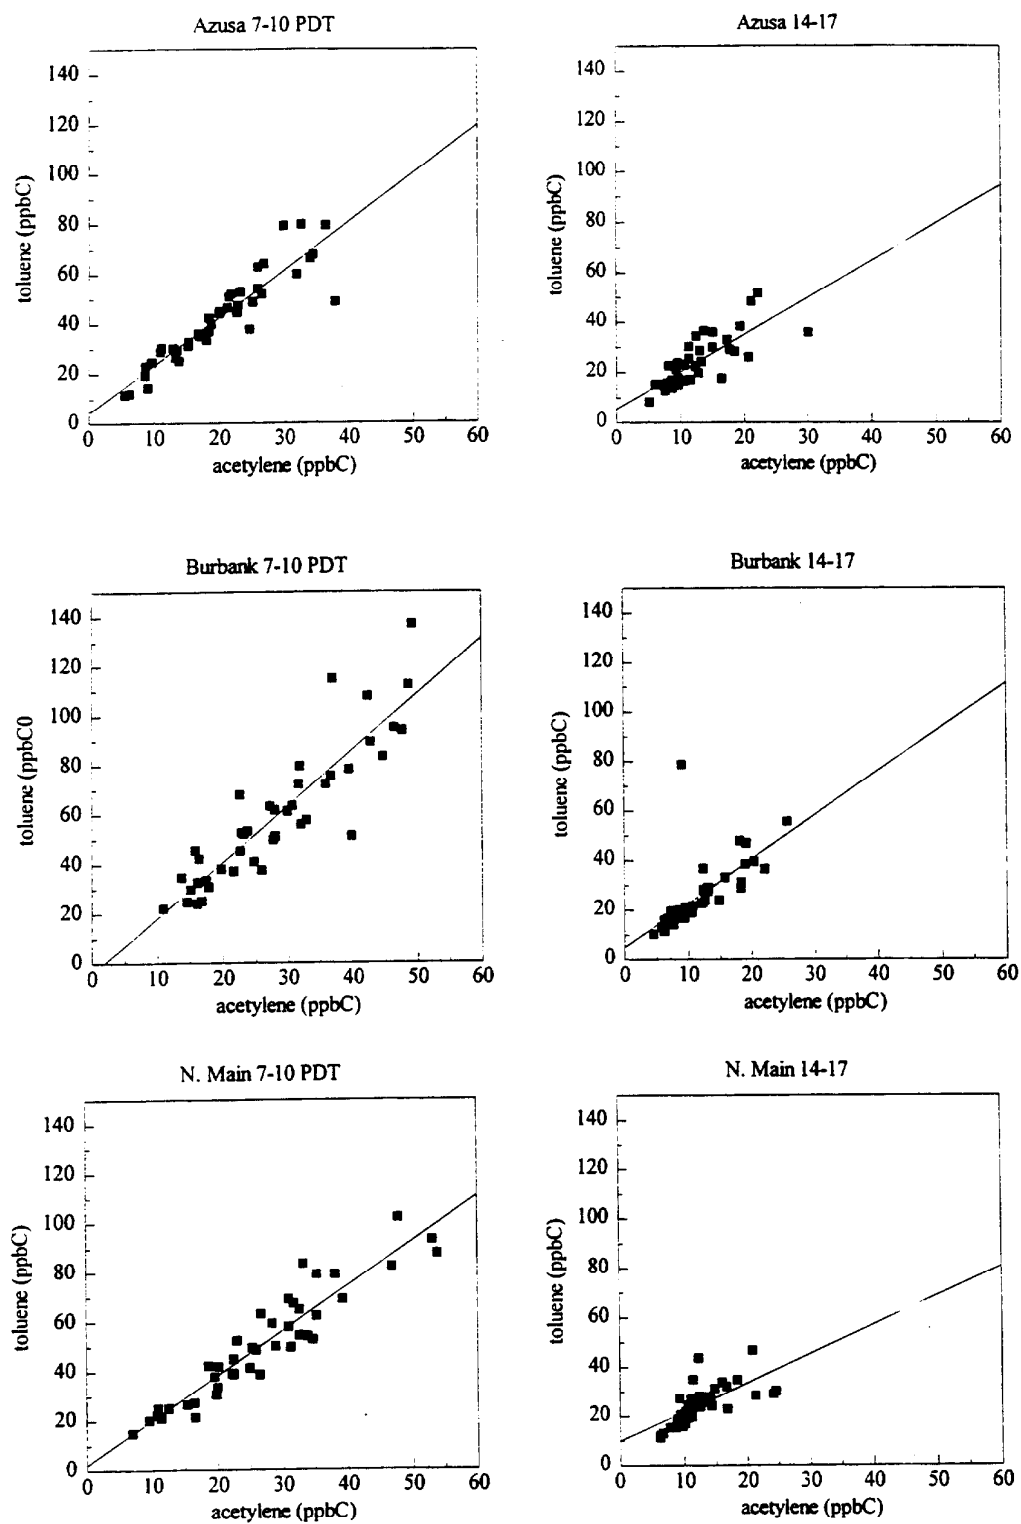 Azusa 7-10 PDT
140
120
100
80
60
40
20
0
toluene (ppbC)
0 10 20 30 40 50 60
acetylene (ppbC)
Azusa 14-17
140
120
100
80
60
40
20
0
toluene (ppbC)
0 10 20 30 40 50 60
acetylene (ppbC)
Burbank 7-10 PDT
140
120
100
80
60
40
20
0
toluene (ppbC0
0 10 20 30 40 50 60
acetylene (ppbC)
Burbank 14-17
140
120
100
80
60
40
20
0
toluene (ppbC)
0 10 20 30 40 50 60
acetylene (ppbC)
N. Main 7-10 PDT
140
120
100
80
60
40
20
0
toluene (ppbC)
0 10 20 30 40 50 60
acetylene (ppbC)
N. Main 14-17
140
120
100
80
60
40
20
0
toluene (ppbC)
0 10 20 30 40 50 60
acetylene (ppbC)